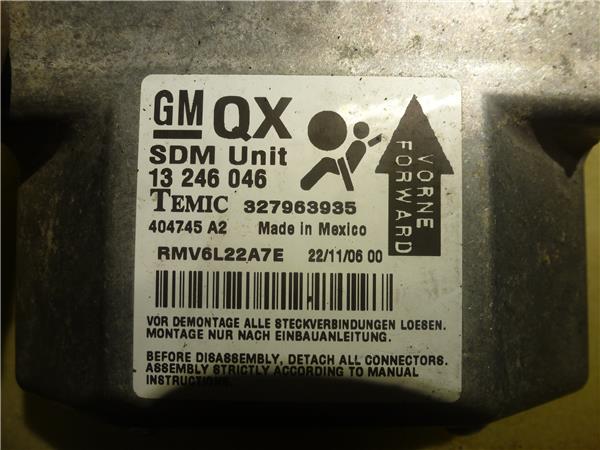 GM QX
SDM Unit
13 246 046
TEMIC 327963935
404745 A2 Made in Mexico
RMV6L22A7E 22/11/06 00
VORNE
FORWARD
VOR DEMONTAGE ALLE STECKVERBINDUNGEN LOESEN.
MONTAGE NUR NACH EINBAUANLEITUNG.
BEFORE DISASSEMBLY, DETACH ALL CONNECTORS.
ASSEMBLY STRICTLY ACCORDING TO MANUAL
INSTRUCTIONS.